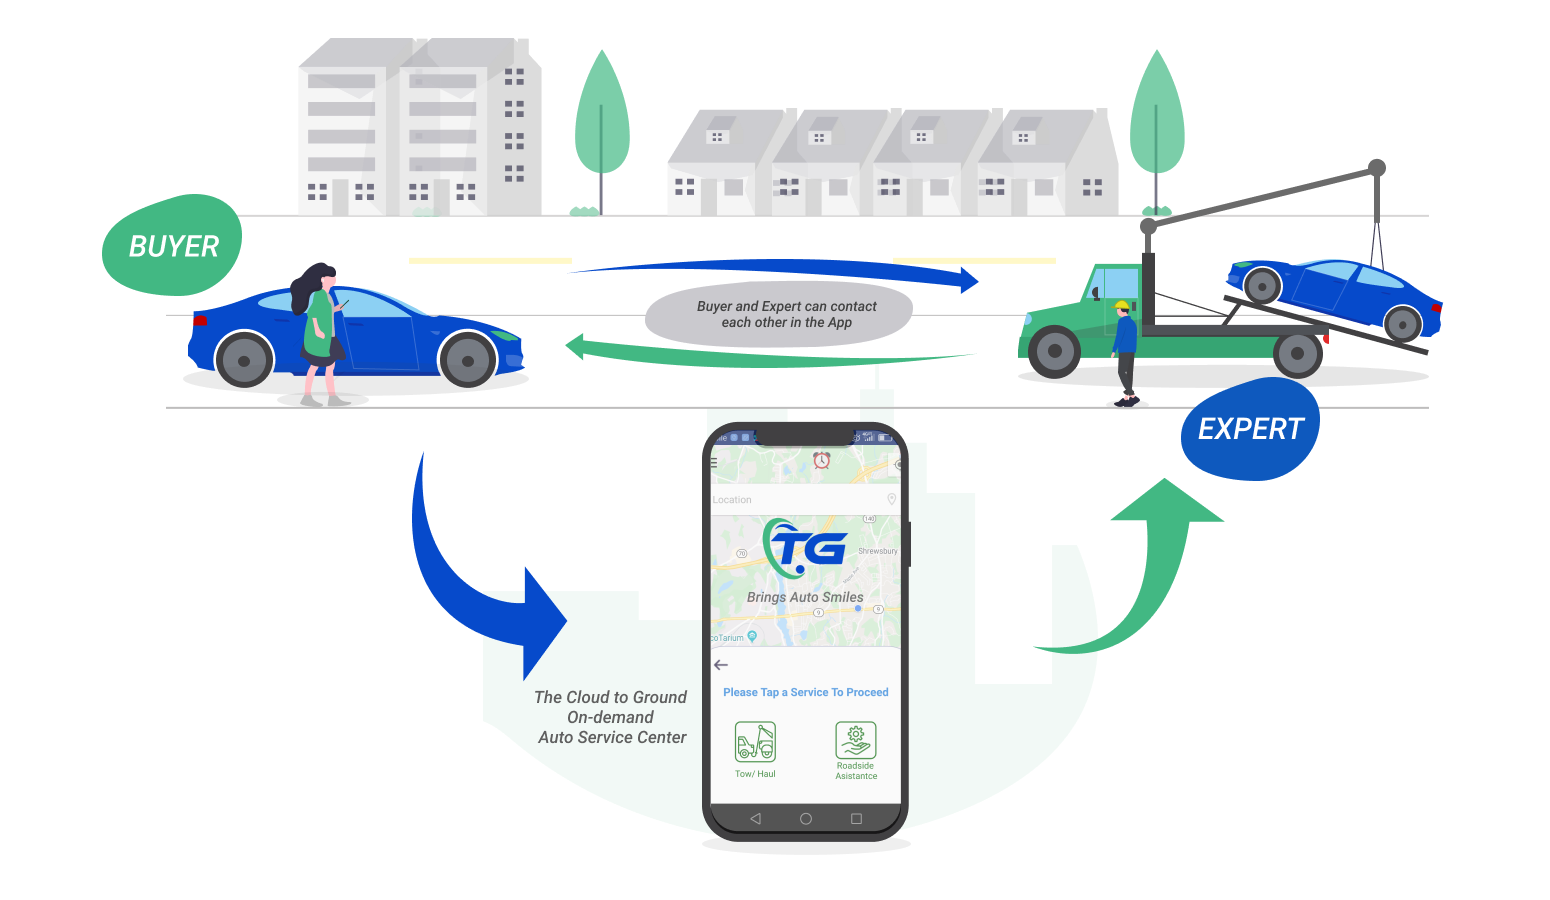 BUYER
Buyer and Expert can contact
each other in the App
EXPERT
Location
140
70
TG
Shrewsbury
Brings Auto Smiles
9
9
coTarium
Please Tap a Service To Proceed
The Cloud to Ground
On-demand
Auto Service Center
Tow/ Haul
Roadside
Asistantce